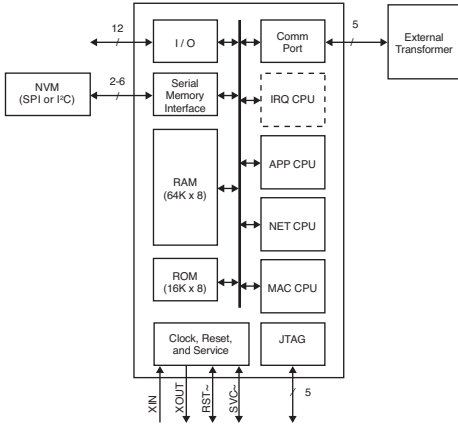 12
I / O
Comm
Port
5
External
Transformer
NVM
(SPI or I²C)
2-6
Serial
Memory
Interface
IRQ CPU
RAM
(64K x 8)
APP CPU
NET CPU
ROM
(16K x 8)
MAC CPU
Clock, Reset,
and Service
JTAG
XIN
XOUT
RST~
SVC~
5